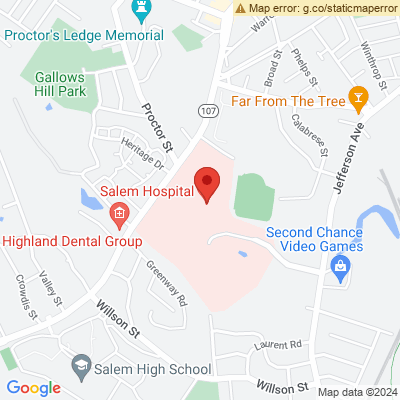 Map error: g.co/staticmaperror
Proctor's Ledge Memorial
Gallows
Hill Park
Broad St
Phelps St
Winthrop St
107
Far From The Tree
Calabrese St
Proctor St
Heritage Dr
Jefferson Ave
Salem Hospital
Highland Dental Group
Second Chance
Video Games
Valley St
Crowdis St
Greenway Rd
Willson St
Laurent Rd
Salem High School
Willson St
Google
Map data ©2024